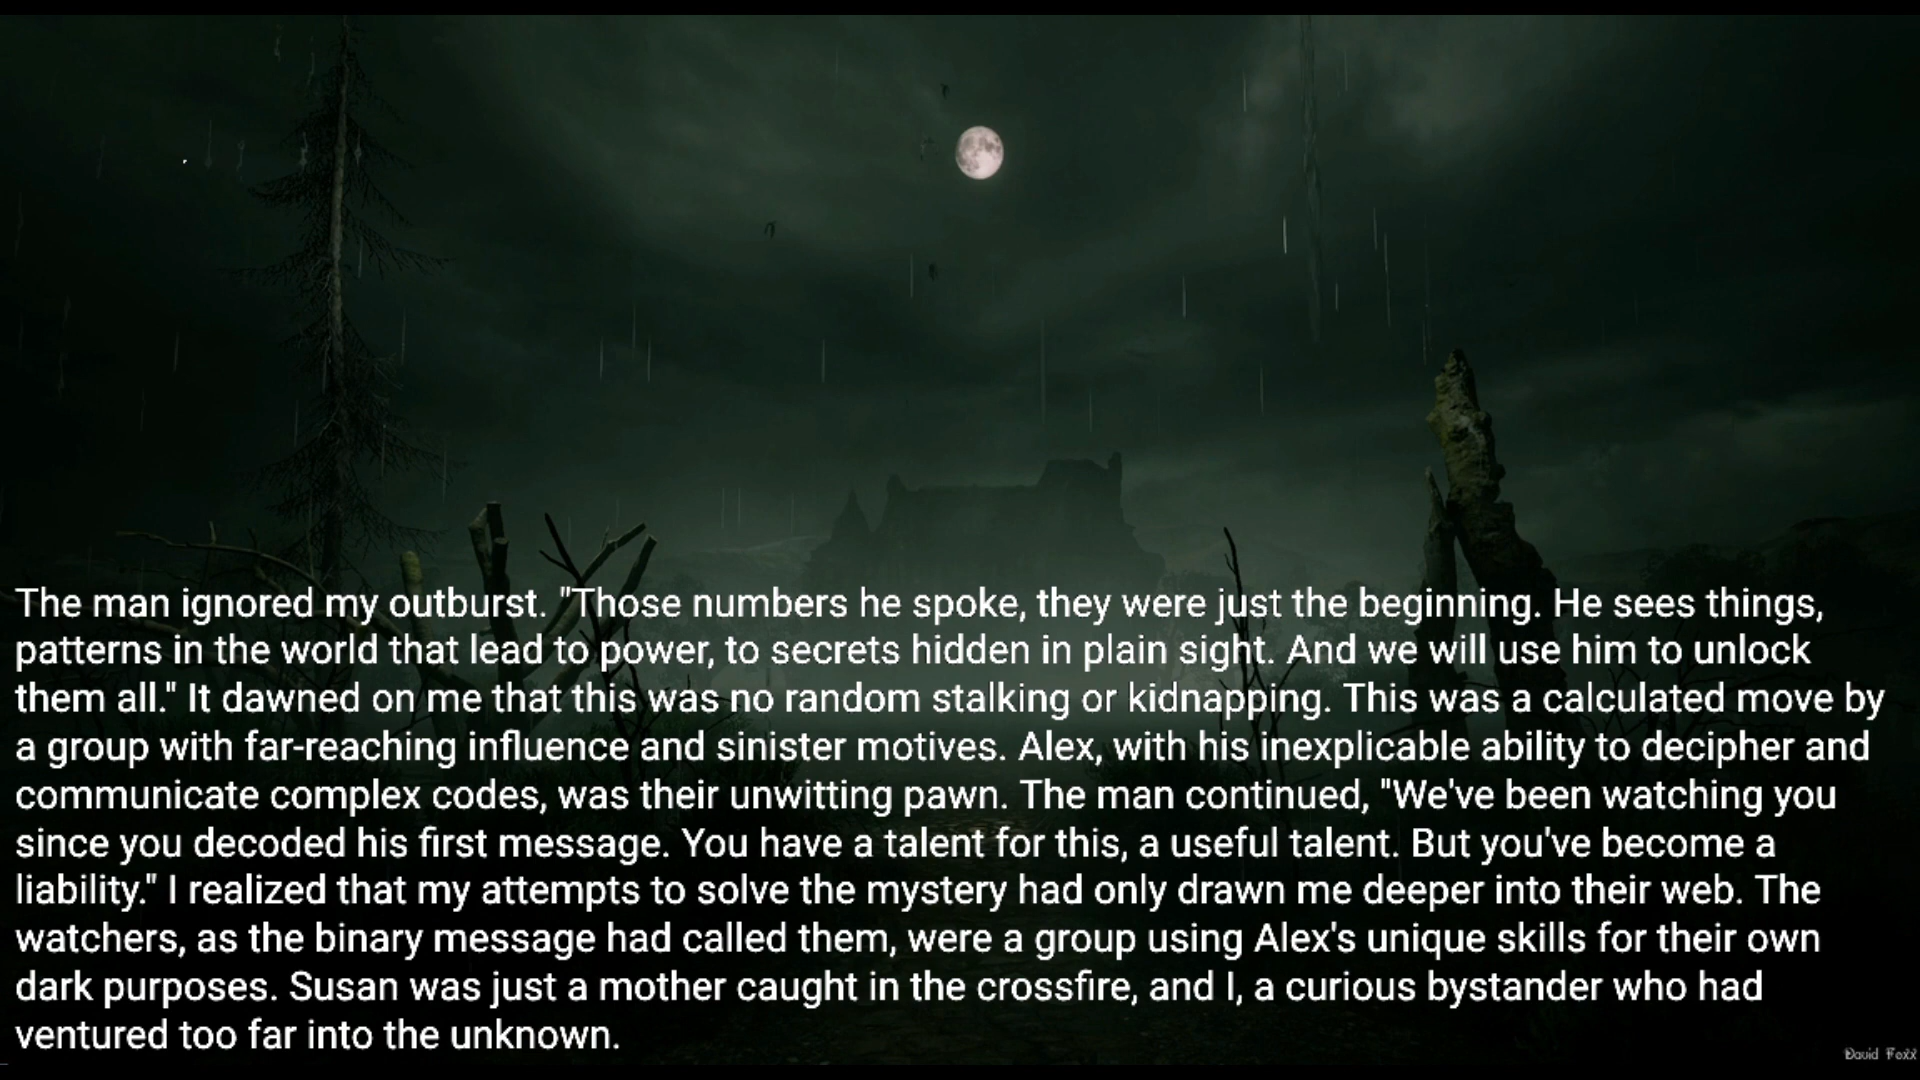 The man ignored my outburst. "Those numbers he spoke, they were just the beginning. He sees things,
patterns in the world that lead to power, to secrets hidden in plain sight. And we will use him to unlock
them all." It dawned on me that this was no random stalking or kidnapping. This was a calculated move by
a group with far-reaching influence and sinister motives. Alex, with his inexplicable ability to decipher and
communicate complex codes, was their unwitting pawn. The man continued, "We've been watching you
since you decoded his first message. You have a talent for this, a useful talent. But you've become a
liability." I realized that my attempts to solve the mystery had only drawn me deeper into their web. The
watchers, as the binary message had called them, were a group using Alex's unique skills for their own
dark purposes. Susan was just a mother caught in the crossfire, and I, a curious bystander who had
ventured too far into the unknown.
David Foxx